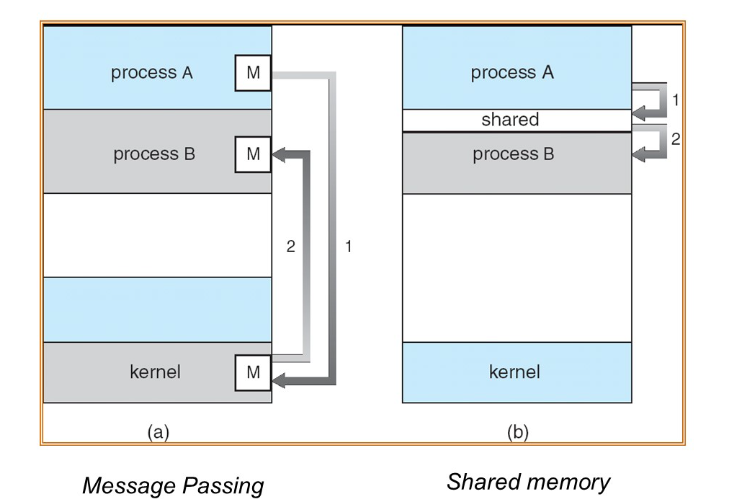 process A
M
process B
M
2
1
kernel
M
(a)
Message Passing
process A
1
shared
2
process B
kernel
(b)
Shared memory